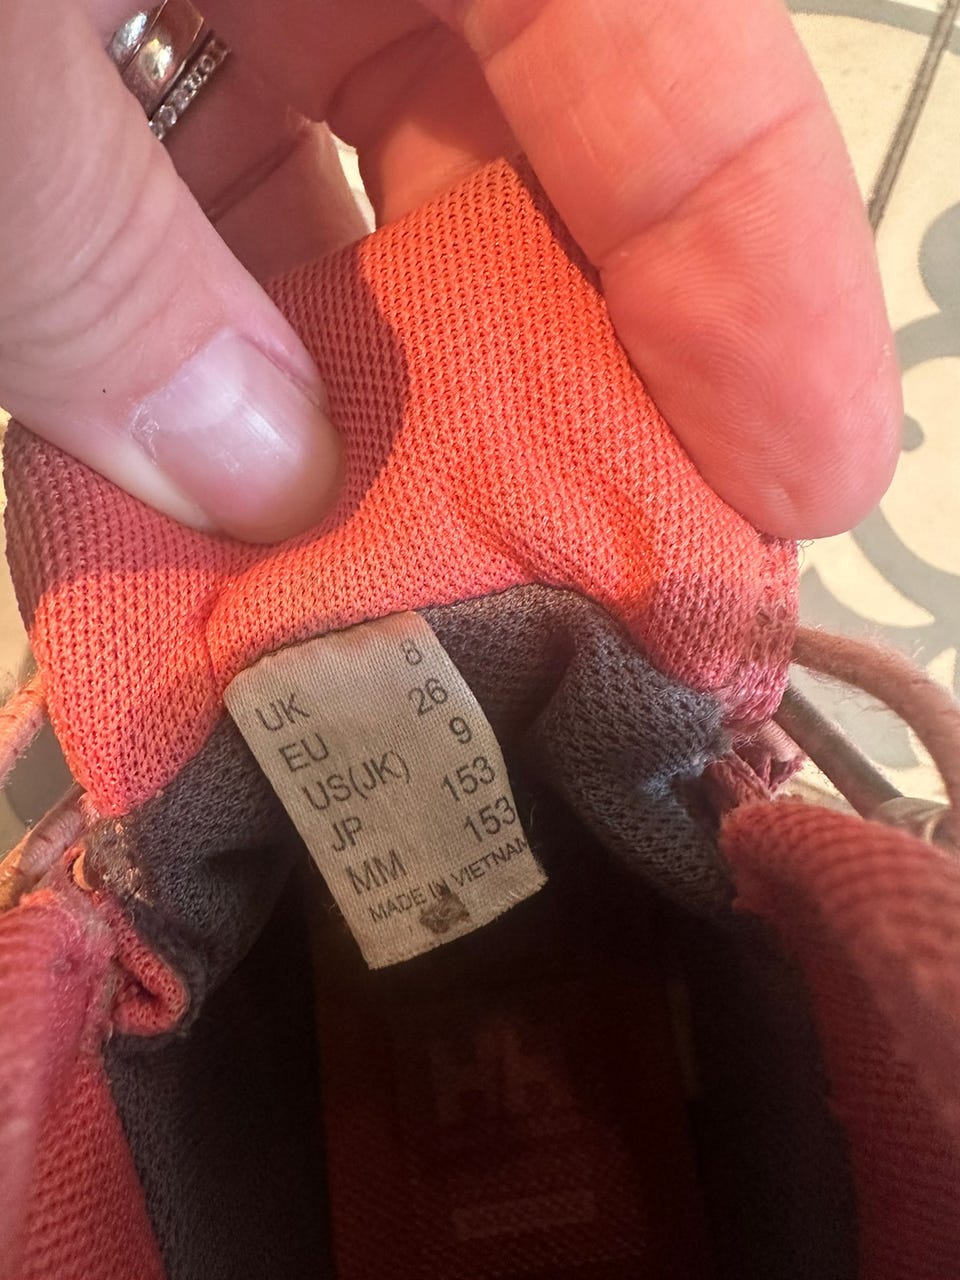 UK 8
EU 26
US(JK) 9
JP 153
MM 153
MADE IN VIETNAM